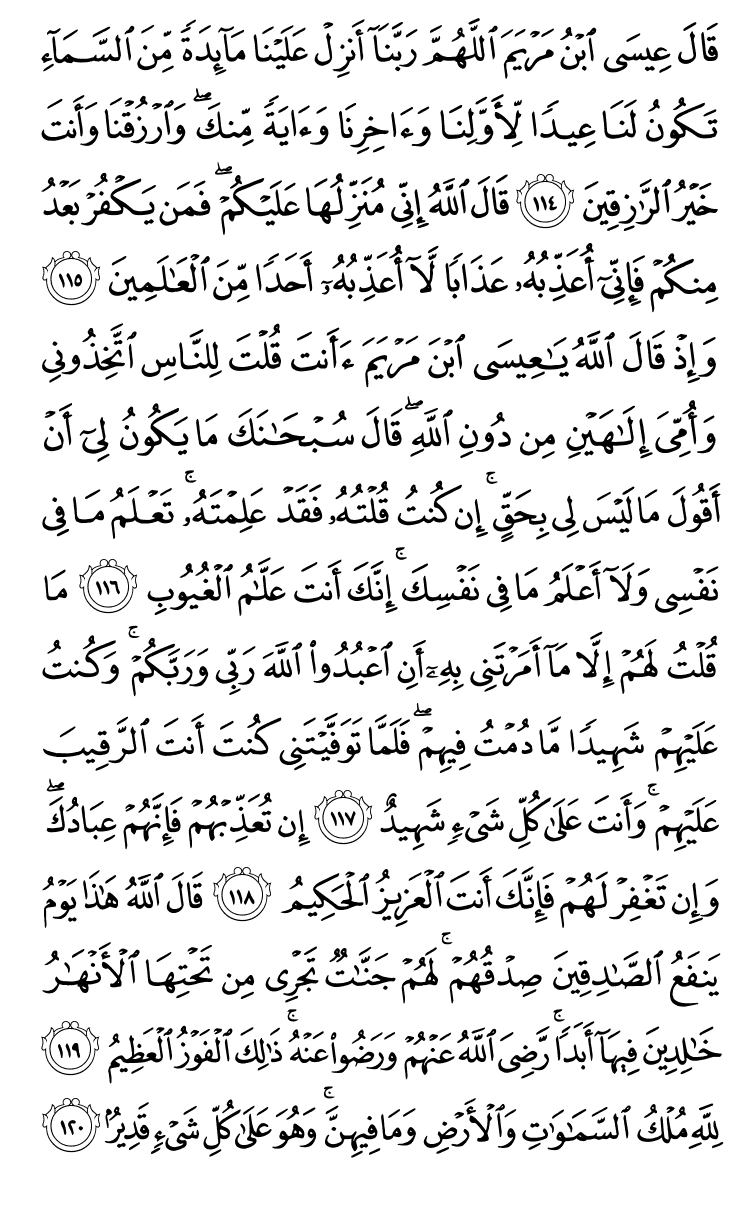 قَالَ عِيسَى ٱبْنُ مَرْيَمَ ٱللَّهُمَّ رَبَّنَآ أَنزِلْ عَلَيْنَا مَآئِدَةً مِّنَ ٱلسَّمَآءِ
تَكُونُ لَنَا عِيدًا لِّأَوَّلِنَا وَءَاخِرِنَا وَءَايَةً مِّنكَۖ وَٱرْزُقْنَا وَأَنتَ
خَيْرُ ٱلرَّٰزِقِينَ ١١٤ قَالَ ٱللَّهُ إِنِّي مُنَزِّلُهَا عَلَيْكُمْۖ فَمَن يَكْفُرْ بَعْدُ
مِنكُمْ فَإِنِّيٓ أُعَذِّبُهُۥ عَذَابًا لَّآ أُعَذِّبُهُۥٓ أَحَدًا مِّنَ ٱلْعَٰلَمِينَ ١١٥
وَإِذْ قَالَ ٱللَّهُ يَٰعِيسَى ٱبْنَ مَرْيَمَ ءَأَنتَ قُلْتَ لِلنَّاسِ ٱتَّخِذُونِي
وَأُمِّيَ إِلَٰهَيْنِ مِن دُونِ ٱللَّهِۖ قَالَ سُبْحَٰنَكَ مَا يَكُونُ لِيٓ أَنْ
أَقُولَ مَا لَيْسَ لِي بِحَقٍّۚ إِن كُنتُ قُلْتُهُۥ فَقَدْ عَلِمْتَهُۥۚ تَعْلَمُ مَا فِي
نَفْسِي وَلَآ أَعْلَمُ مَا فِي نَفْسِكَۚ إِنَّكَ أَنتَ عَلَّٰمُ ٱلْغُيُوبِ ١١٦ مَا
قُلْتُ لَهُمْ إِلَّا مَآ أَمَرْتَنِي بِهِۦٓ أَنِ ٱعْبُدُوا۟ ٱللَّهَ رَبِّي وَرَبَّكُمْۚ وَكُنتُ
عَلَيْهِمْ شَهِيدًا مَّا دُمْتُ فِيهِمْۖ فَلَمَّا تَوَفَّيْتَنِي كُنتَ أَنتَ ٱلرَّقِيبَ
عَلَيْهِمْۚ وَأَنتَ عَلَىٰ كُلِّ شَيْءٍ شَهِيدٌ ١١٧ إِن تُعَذِّبْهُمْ فَإِنَّهُمْ عِبَادُكَۖ
وَإِن تَغْفِرْ لَهُمْ فَإِنَّكَ أَنتَ ٱلْعَزِيزُ ٱلْحَكِيمُ ١١٨ قَالَ ٱللَّهُ هَٰذَا يَوْمُ
يَنفَعُ ٱلصَّٰدِقِينَ صِدْقُهُمْۚ لَهُمْ جَنَّٰتٌ تَجْرِي مِن تَحْتِهَا ٱلْأَنْهَٰرُ
خَٰلِدِينَ فِيهَآ أَبَدًاۚ رَّضِيَ ٱللَّهُ عَنْهُمْ وَرَضُوا۟ عَنْهُۚ ذَٰلِكَ ٱلْفَوْزُ ٱلْعَظِيمُ ١١٩
لِلَّهِ مُلْكُ ٱلسَّمَٰوَٰتِ وَٱلْأَرْضِ وَمَا فِيهِنَّۚ وَهُوَ عَلَىٰ كُلِّ شَيْءٍ قَدِيرٌۢ ١٢٠